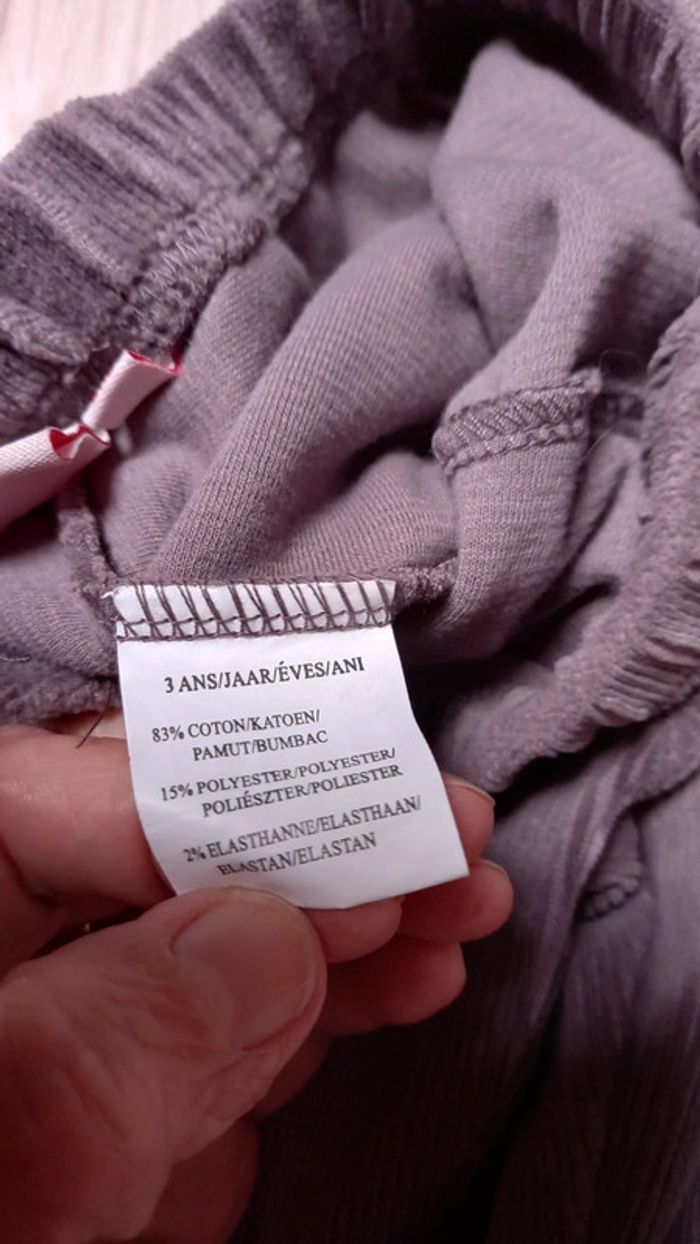 3 ANS/JAAR/ÉVES/ANI
83% COTON/KATOEN/
PAMUT/BUMBAC
15% POLYESTER/POLYESTER/
POLIÉSZTER/POLIESTER
2% ELASTHANNE/ELASTHAAN/
ELASTAN/ELASTAN